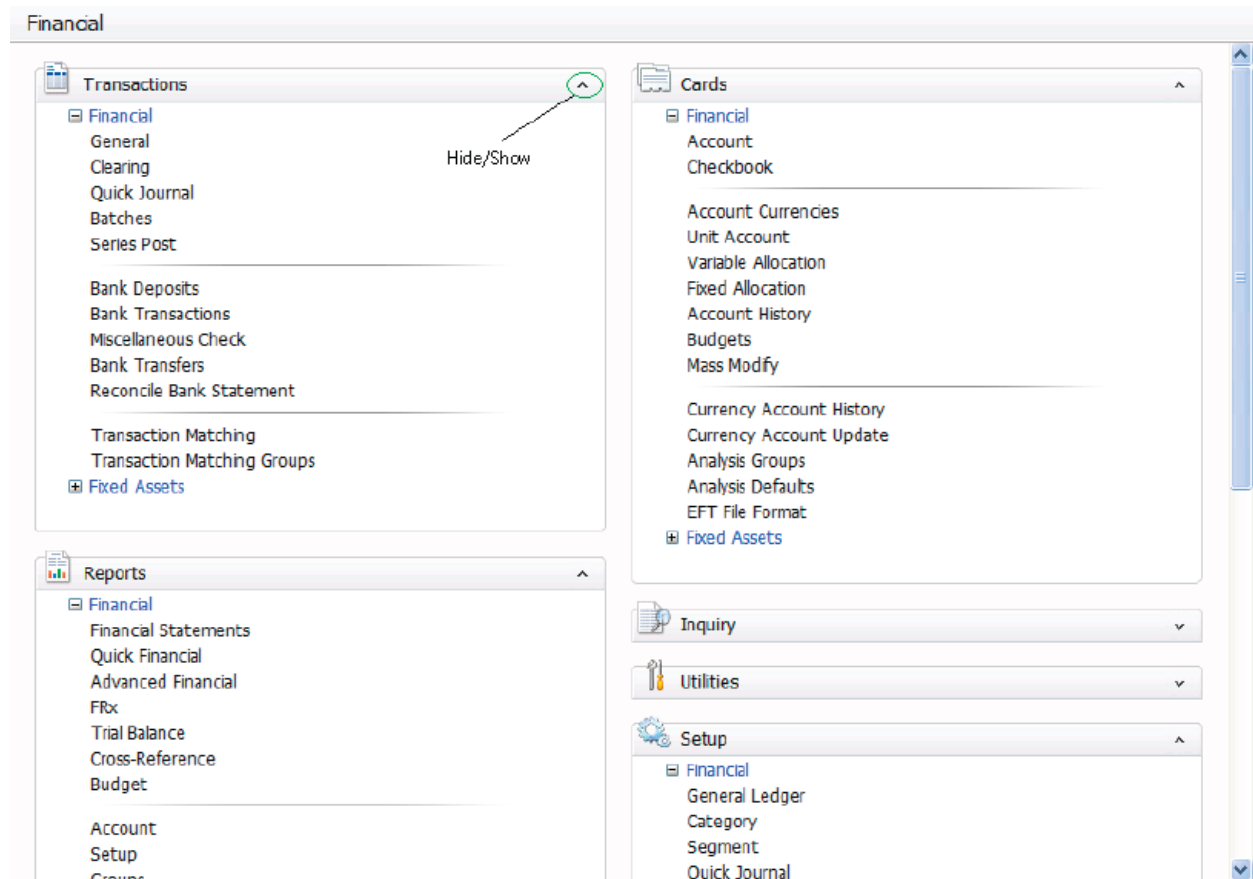 Financial
Transactions
Financial
General
Clearing
Quick Journal
Batches
Series Post
Hide/Show
Bank Deposits
Bank Transactions
Miscellaneous Check
Bank Transfers
Reconcile Bank Statement
Transaction Matching
Transaction Matching Groups
Fixed Assets
Reports
Financial
Financial Statements
Quick Financial
Advanced Financial
FRx
Trial Balance
Cross-Reference
Budget
Account
Setup
Groups
Cards
Financial
Account
Checkbook
Account Currencies
Unit Account
Variable Allocation
Fixed Allocation
Account History
Budgets
Mass Modify
Currency Account History
Currency Account Update
Analysis Groups
Analysis Defaults
EFT File Format
Fixed Assets
Inquiry
Utilities
Setup
Financial
General Ledger
Category
Segment
Quick Journal